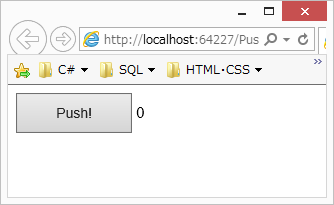 http://localhost:64227/Pus
C# SQL HTML・CSS
Push! 0